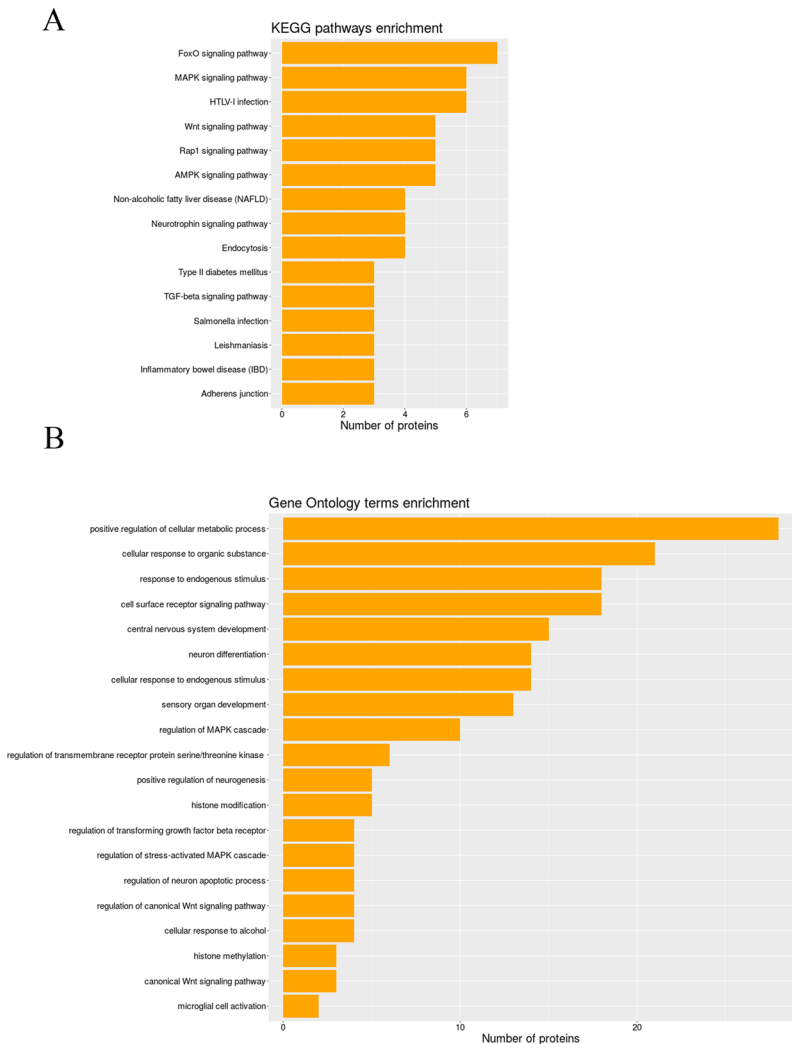 A
KEGG pathways enrichment
FoxO signaling pathway
MAPK signaling pathway
HTLV-I infection
Wnt signaling pathway
Rap1 signaling pathway
AMPK signaling pathway
Non-alcoholic fatty liver disease (NAFLD)
Neurotrophin signaling pathway
Endocytosis
Type II diabetes mellitus
TGF-beta signaling pathway
Salmonella infection
Leishmaniasis
Inflammatory bowel disease (IBD)
Adherens junction
0 2 4 6
Number of proteins
B
Gene Ontology terms enrichment
positive regulation of cellular metabolic process
cellular response to organic substance
response to endogenous stimulus
cell surface receptor signaling pathway
central nervous system development
neuron differentiation
cellular response to endogenous stimulus
sensory organ development
regulation of MAPK cascade
regulation of transmembrane receptor protein serine/threonine kinase
positive regulation of neurogenesis
histone modification
regulation of transforming growth factor beta receptor
regulation of stress-activated MAPK cascade
regulation of neuron apoptotic process
regulation of canonical Wnt signaling pathway
cellular response to alcohol
histone methylation
canonical Wnt signaling pathway
microglial cell activation
0 10 20
Number of proteins